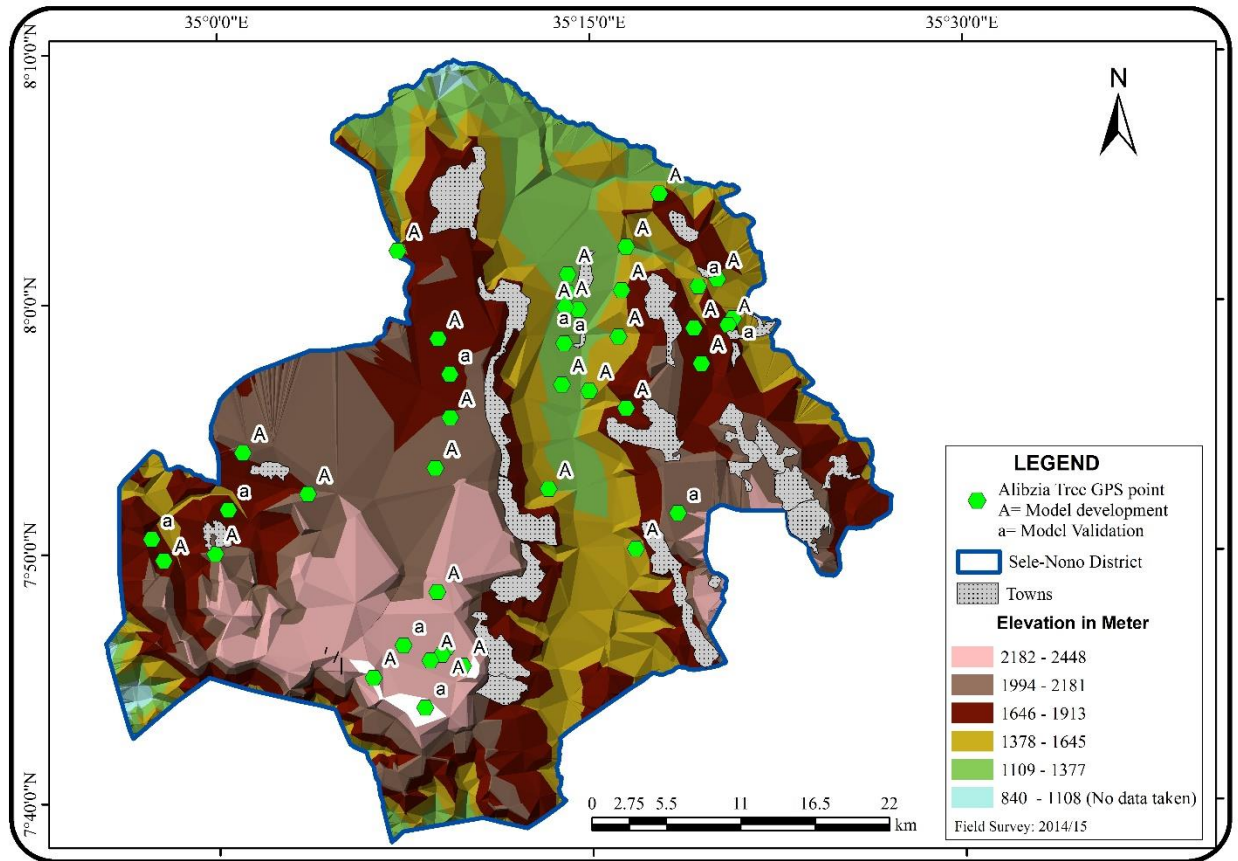 35°0'0"E
35°15'0"E
35°30'0"E
8°10'0"N
8°0'0"N
7°50'0"N
7°40'0"N
N
A
A
A
A
A
a
A
A
A
A
a
a
A
A
A
a
A
a
A
A
A
A
A
A
A
A
a
a
a
A
A
A
A
a
A
A
A
A
a
LEGEND
Alibzia Tree GPS point
A= Model development
a= Model Validation
Sele-Nono District
Towns
Elevation in Meter
2182 - 2448
1994 - 2181
1646 - 1913
1378 - 1645
1109 - 1377
840 - 1108 (No data taken)
Field Survey: 2014/15
0 2.75 5.5 11 16.5 22
km